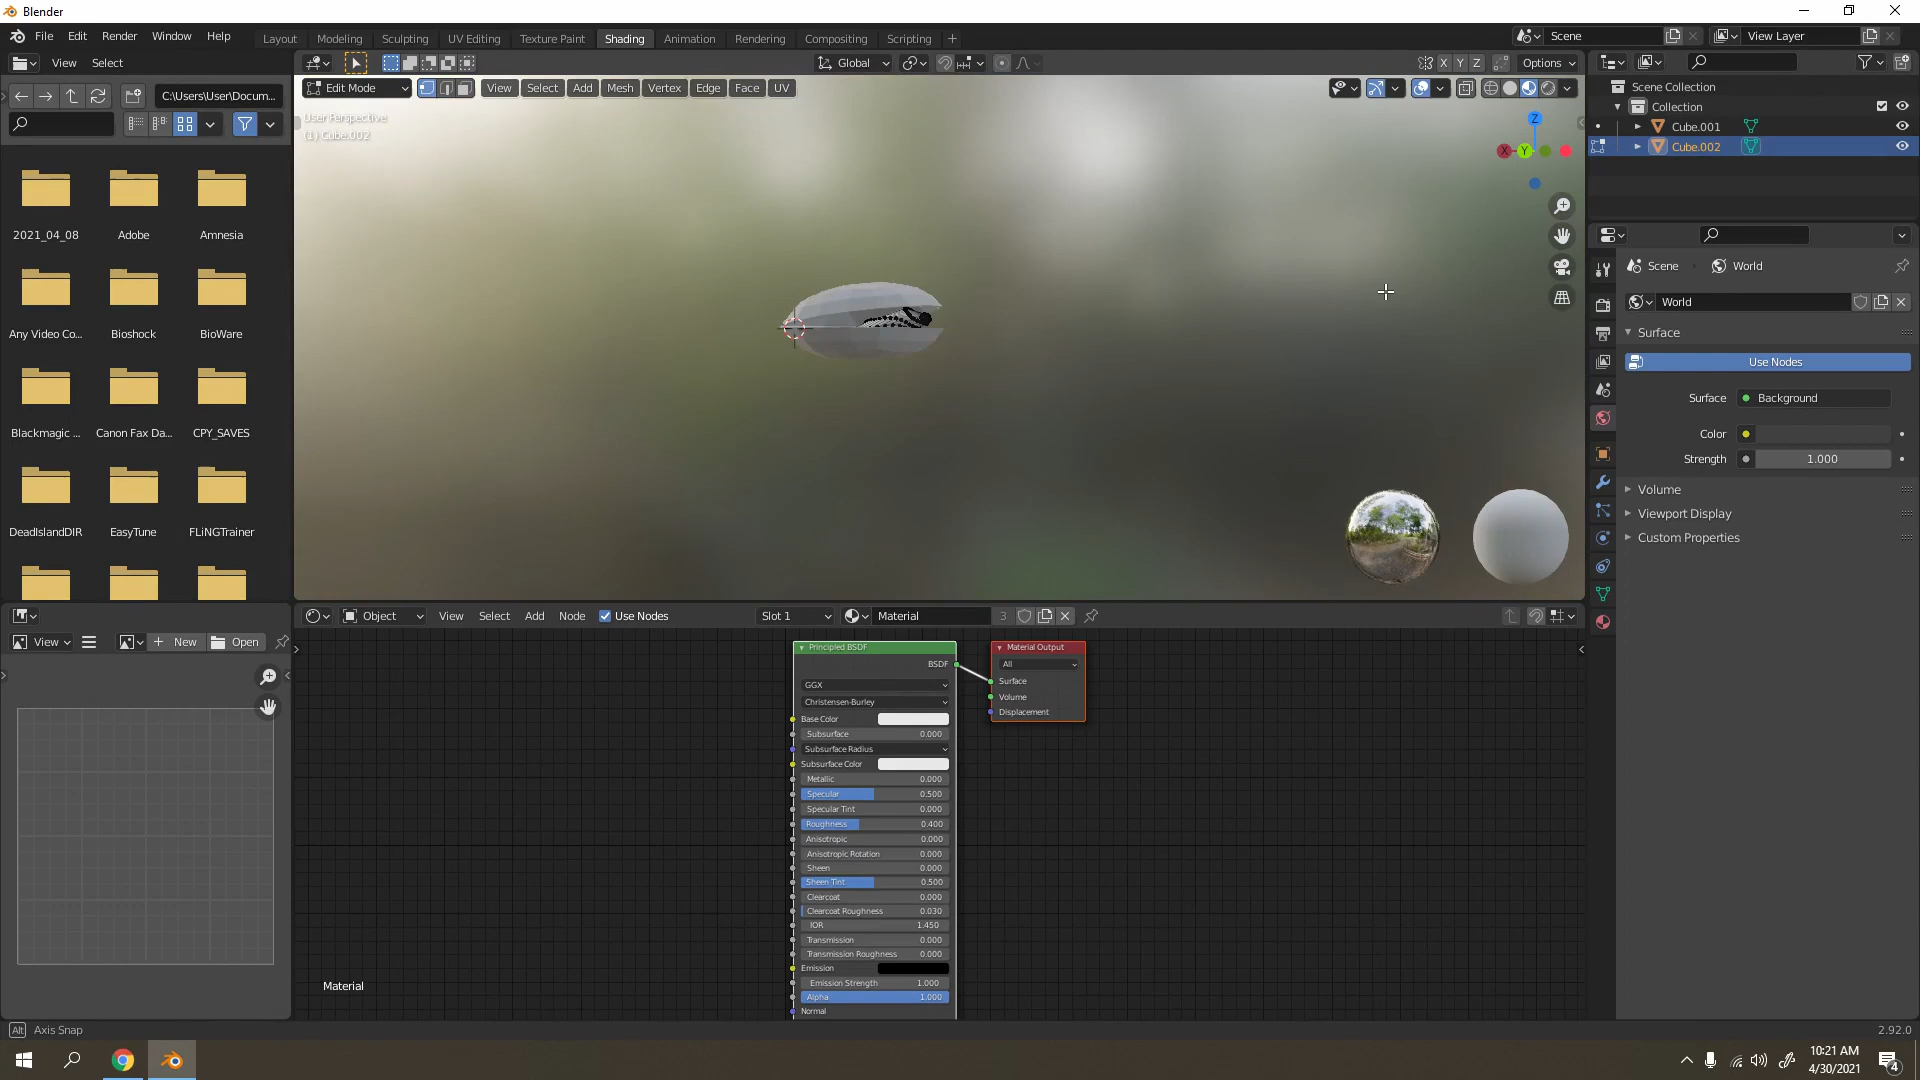 Blender
File Edit Render Window Help
Layout Modeling Sculpting UV Editing Texture Paint Shading Animation Rendering Compositing Scripting +
Scene
View Layer
View Select
Global
X Y Z
Options
C:\Users\User\Docum...
Edit Mode
View Select Add Mesh Vertex Edge Face UV
User Perspective
(1) Cube.002
Z
X Y
Scene Collection
Collection
Cube.001
Cube.002
2021_04_08 Adobe Amnesia
Any Video Co... Bioshock BioWare
Blackmagic ... Canon Fax Da... CPY_SAVES
DeadIslandDIR EasyTune FLiNGTrainer
Scene World
World
Surface
Use Nodes
Surface Background
Color
Strength 1.000
Volume
Viewport Display
Custom Properties
Object View Select Add Node Use Nodes Slot 1 Material 3
View New Open
Principled BSDF
BSDF
GGX
Christensen-Burley
Base Color
Subsurface 0.000
Subsurface Radius
Subsurface Color
Metallic 0.000
Specular 0.500
Specular Tint 0.000
Roughness 0.400
Anisotropic 0.000
Anisotropic Rotation 0.000
Sheen 0.000
Sheen Tint 0.500
Clearcoat 0.000
Clearcoat Roughness 0.030
IOR 1.450
Transmission 0.000
Transmission Roughness 0.000
Emission
Emission Strength 1.000
Alpha 1.000
Normal
Material Output
All
Surface
Volume
Displacement
Material
Alt Axis Snap
2.92.0
10:21 AM
4/30/2021
4